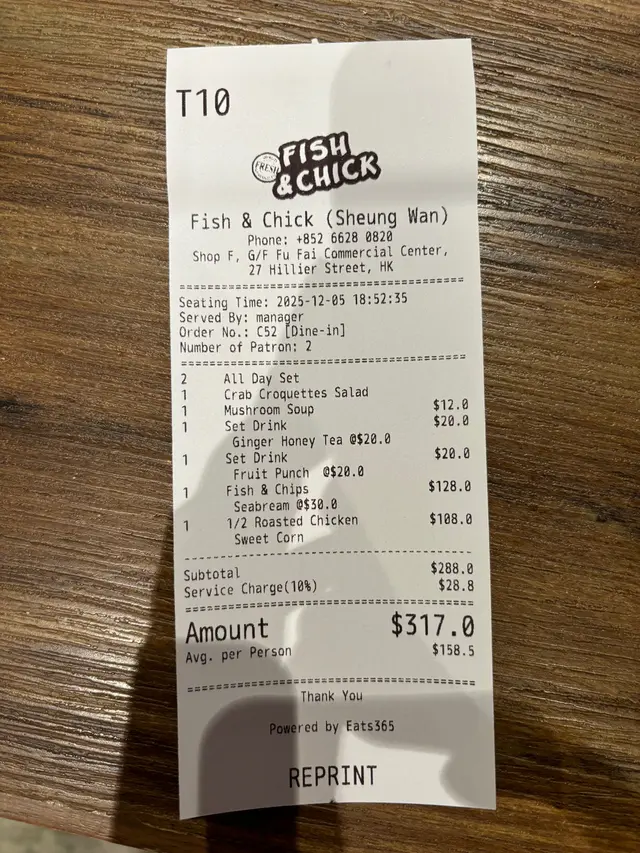 T10
FRESH
FISH
& CHICK
Fish & Chick (Sheung Wan)
Phone: +852 6628 0820
Shop F, G/F Fu Fai Commercial Center,
27 Hillier Street, HK
Seating Time: 2025-12-05 18:52:35
Served By: manager
Order No.: C52 [Dine-in]
Number of Patron: 2
2 All Day Set
1 Crab Croquettes Salad
1 Mushroom Soup $12.0
1 Set Drink $20.0
Ginger Honey Tea @$20.0
1 Set Drink $20.0
Fruit Punch @$20.0
1 Fish & Chips $128.0
Seabream @$30.0
1 1/2 Roasted Chicken $108.0
Sweet Corn
Subtotal $288.0
Service Charge(10%) $28.8
Amount $317.0
Avg. per Person $158.5
Thank You
Powered by Eats365
REPRINT